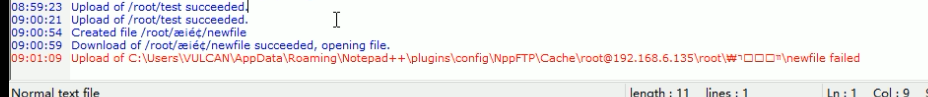 08:59:23 Upload of /root/test succeeded.
09:00:21 Upload of /root/test succeeded.
09:00:54 Created file /root/æié¢/newfile
09:00:59 Download of /root/æié¢/newfile succeeded, opening file.
09:01:09 Upload of C:\Users\VULCAN\AppData\Roaming\Notepad++\plugins\config\NppFTP\Cache\root@192.168.6.135\root\ \newfile failed
Normal text file length : 11 lines : 1 Ln : 1 Col : 9